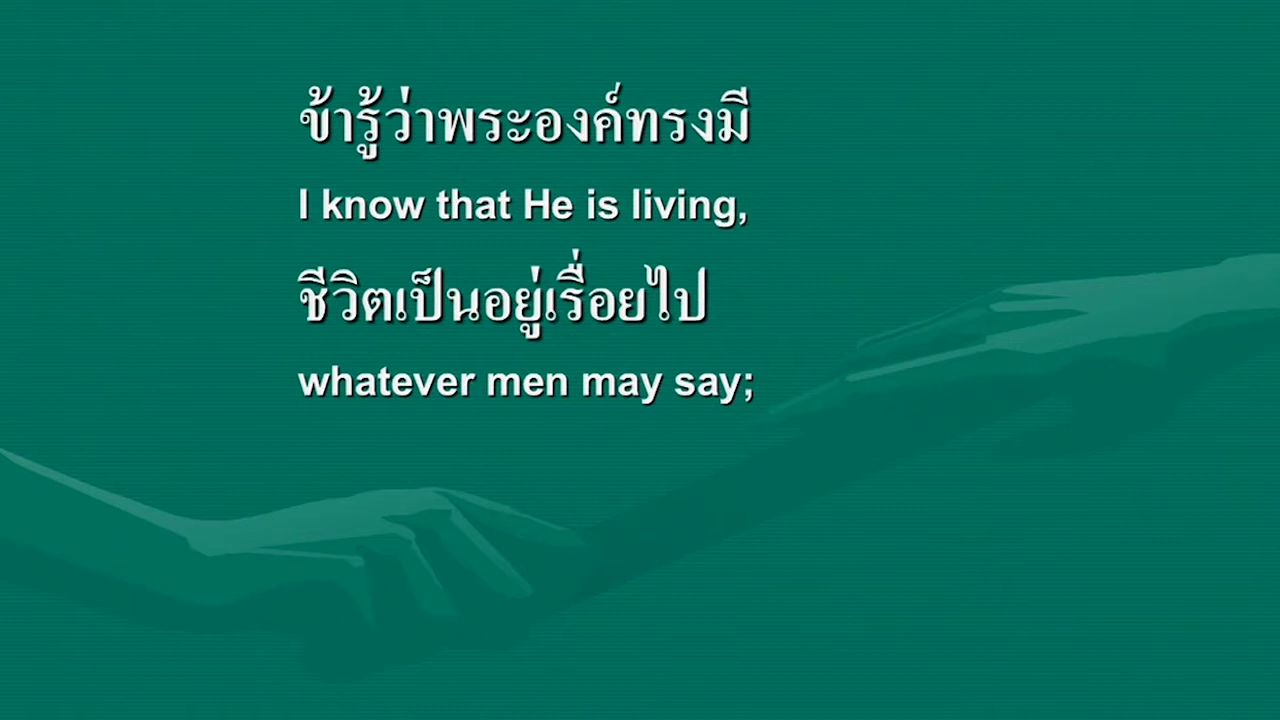 ข้ารู้ว่าพระองค์ทรงมี
I know that He is living,
ชีวิตเป็นอยู่เรื่อยไป
whatever men may say;